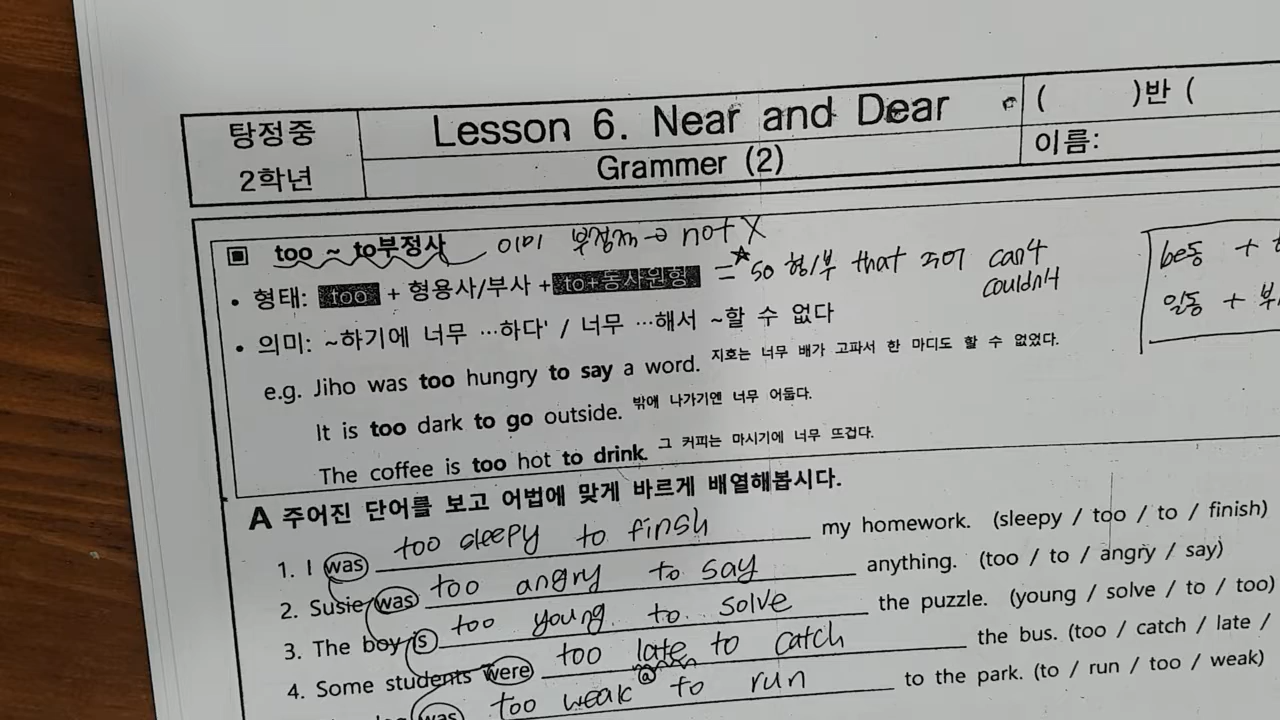 탕정중
2학년
Lesson 6. Near and Dear
Grammer (2)
( )반 (
이름:
▣ too ~ to부정사 이미 부정재 → not X
• 형태: too + 형용사/부사 + to+동사원형 = ★ so 형/부 that 주어 can't
couldn't
be동 +
일동 + 부
• 의미: ~하기에 너무 …하다' / 너무 …해서 ~할 수 없다
e.g. Jiho was too hungry to say a word. 지호는 너무 배가 고파서 한 마디도 할 수 없었다.
It is too dark to go outside. 밖에 나가기엔 너무 어둡다.
The coffee is too hot to drink. 그 커피는 마시기에 너무 뜨겁다.
A 주어진 단어를 보고 어법에 맞게 바르게 배열해봅시다.
1. I was too sleepy to finsh my homework. (sleepy / too / to / finish)
2. Susie was too angry to say anything. (too / to / angry / say)
3. The boy is too young to solve the puzzle. (young / solve / to / too)
4. Some students were too late to catch the bus. (too / catch / late /
was too weak to run to the park. (to / run / too / weak)